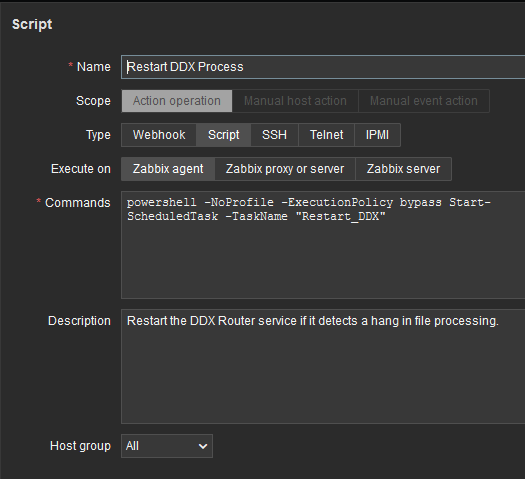 Script
* Name Restart DDX Process
Scope Action operation Manual host action Manual event action
Type Webhook Script SSH Telnet IPMI
Execute on Zabbix agent Zabbix proxy or server Zabbix server
* Commands powershell -NoProfile -ExecutionPolicy bypass Start-
ScheduledTask -TaskName "Restart_DDX"
Description Restart the DDX Router service if it detects a hang in file processing.
Host group All